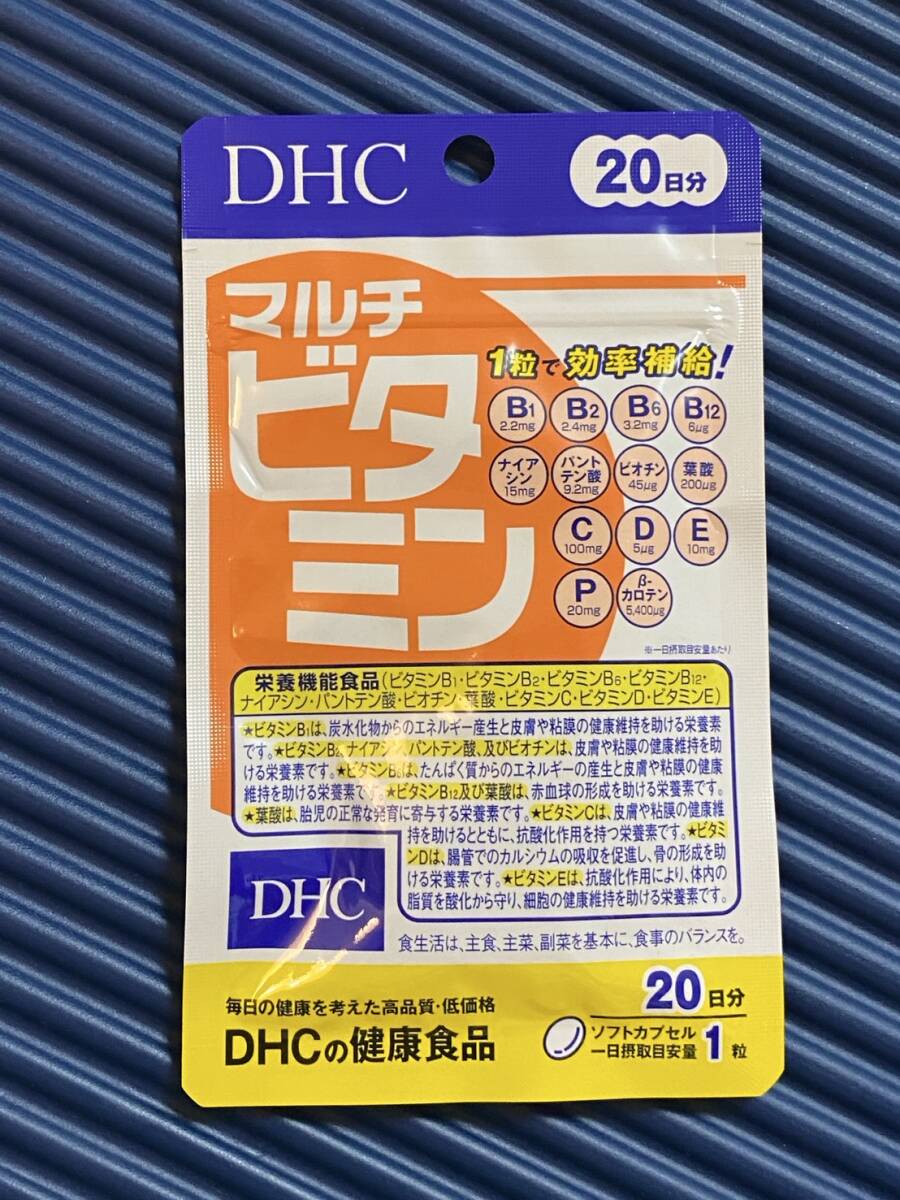 DHC
20日分
マルチ
ビタ
ミン
1粒で効率補給!
B1 2.2mg
B2 2.4mg
B6 3.2mg
B12 6μg
ナイアシン 15mg
パントテン酸 9.2mg
ビオチン 45μg
葉酸 200μg
C 100mg
D 5μg
E 10mg
P 20mg
β-カロテン 5,400μg
※一日摂取目安量あたり
栄養機能食品(ビタミンB1・ビタミンB2・ビタミンB6・ビタミンB12・
ナイアシン・パントテン酸・ビオチン・葉酸・ビタミンC・ビタミンD・ビタミンE)
★ビタミンB1は、炭水化物からのエネルギー産生と皮膚や粘膜の健康維持を助ける栄養素
です。★ビタミンB2、ナイアシン、パントテン酸、及びビオチンは、皮膚や粘膜の健康維持を助
ける栄養素です。★ビタミンB6は、たんぱく質からのエネルギーの産生と皮膚や粘膜の健康
維持を助ける栄養素です。★ビタミンB12及び葉酸は、赤血球の形成を助ける栄養素です。
★葉酸は、胎児の正常な発育に寄与する栄養素です。★ビタミンCは、皮膚や粘膜の健康維
持を助けるとともに、抗酸化作用を持つ栄養素です。★ビタミ
ンDは、腸管でのカルシウムの吸収を促進し、骨の形成を助
ける栄養素です。★ビタミンEは、抗酸化作用により、体内の
脂質を酸化から守り、細胞の健康維持を助ける栄養素です。
DHC
食生活は、主食、主菜、副菜を基本に、食事のバランスを。
毎日の健康を考えた高品質・低価格
DHCの健康食品
20日分
ソフトカプセル
一日摂取目安量 1粒